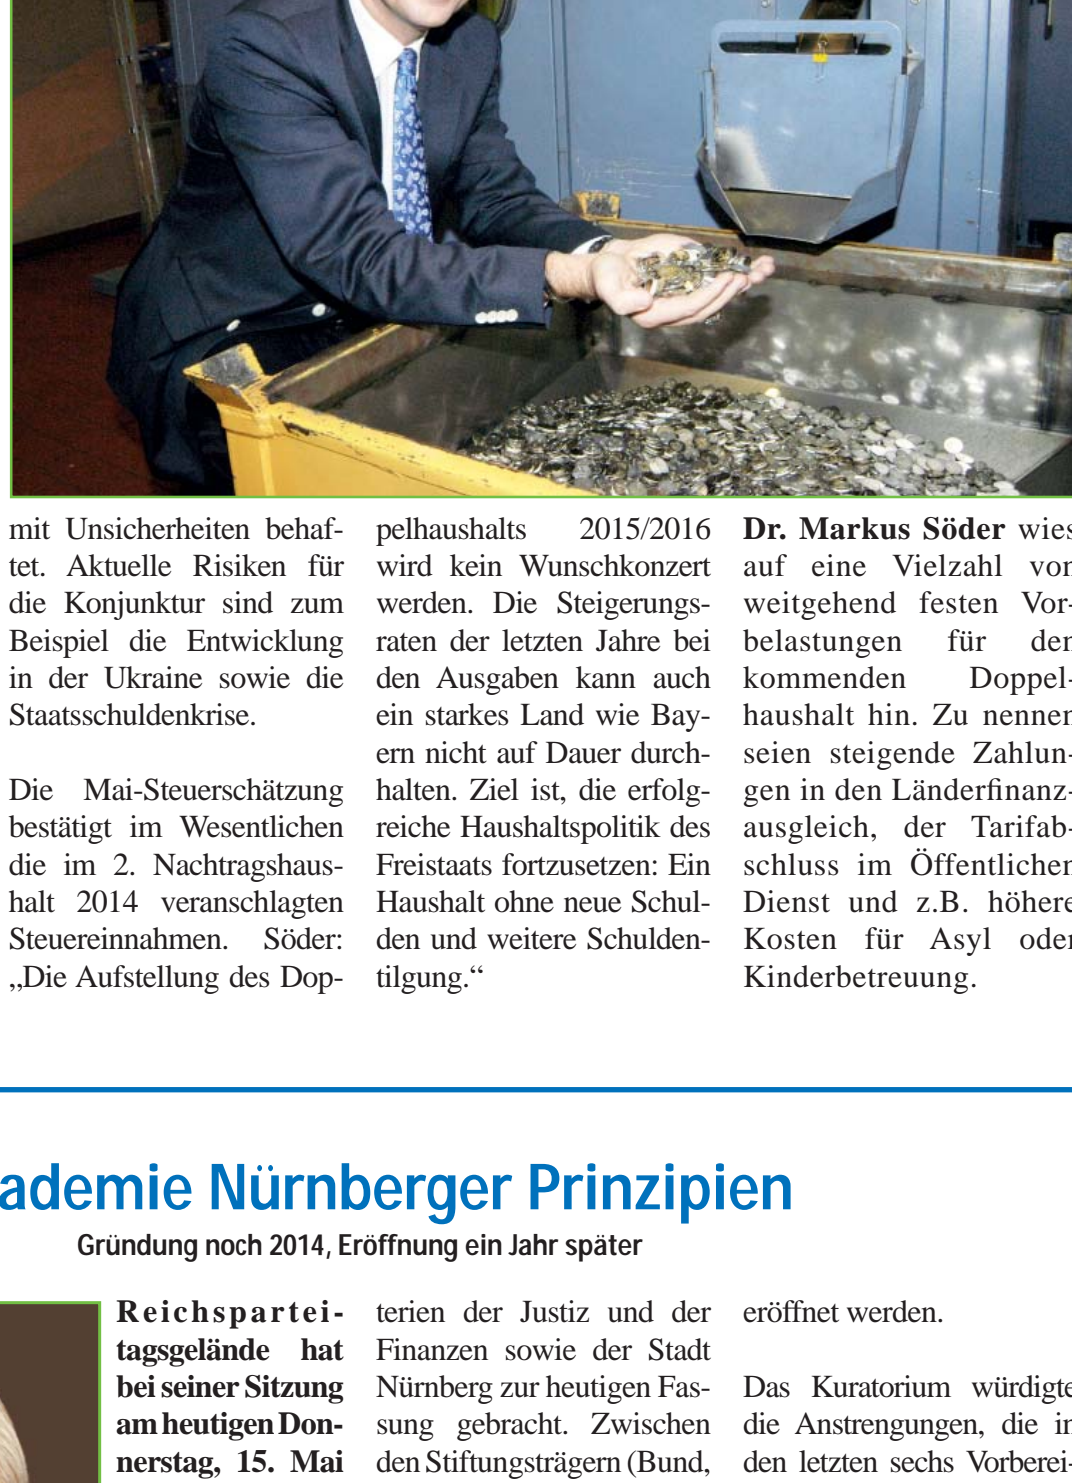 mit Unsicherheiten behaf-
tet. Aktuelle Risiken für
die Konjunktur sind zum
Beispiel die Entwicklung
in der Ukraine sowie die
Staatsschuldenkrise.
Die Mai-Steuerschätzung
bestätigt im Wesentlichen
die im 2. Nachtragshaus-
halt 2014 veranschlagten
Steuereinnahmen. Söder:
„Die Aufstellung des Dop-
pelhaushalts 2015/2016
wird kein Wunschkonzert
werden. Die Steigerungs-
raten der letzten Jahre bei
den Ausgaben kann auch
ein starkes Land wie Bay-
ern nicht auf Dauer durch-
halten. Ziel ist, die erfolg-
reiche Haushaltspolitik des
Freistaats fortzusetzen: Ein
Haushalt ohne neue Schul-
den und weitere Schulden-
tilgung.“
Dr. Markus Söder wies
auf eine Vielzahl von
weitgehend festen Vor-
belastungen für den
kommenden Doppel-
haushalt hin. Zu nennen
seien steigende Zahlun-
gen in den Länderfinanz-
ausgleich, der Tarifab-
schluss im Öffentlichen
Dienst und z.B. höhere
Kosten für Asyl oder
Kinderbetreuung.
ademie Nürnberger Prinzipien
Gründung noch 2014, Eröffnung ein Jahr später
Reichspartei-
tagsgelände hat
bei seiner Sitzung
am heutigen Don-
nerstag, 15. Mai
terien der Justiz und der
Finanzen sowie der Stadt
Nürnberg zur heutigen Fas-
sung gebracht. Zwischen
den Stiftungsträgern (Bund,
eröffnet werden.
Das Kuratorium würdigte
die Anstrengungen, die in
den letzten sechs Vorberei-